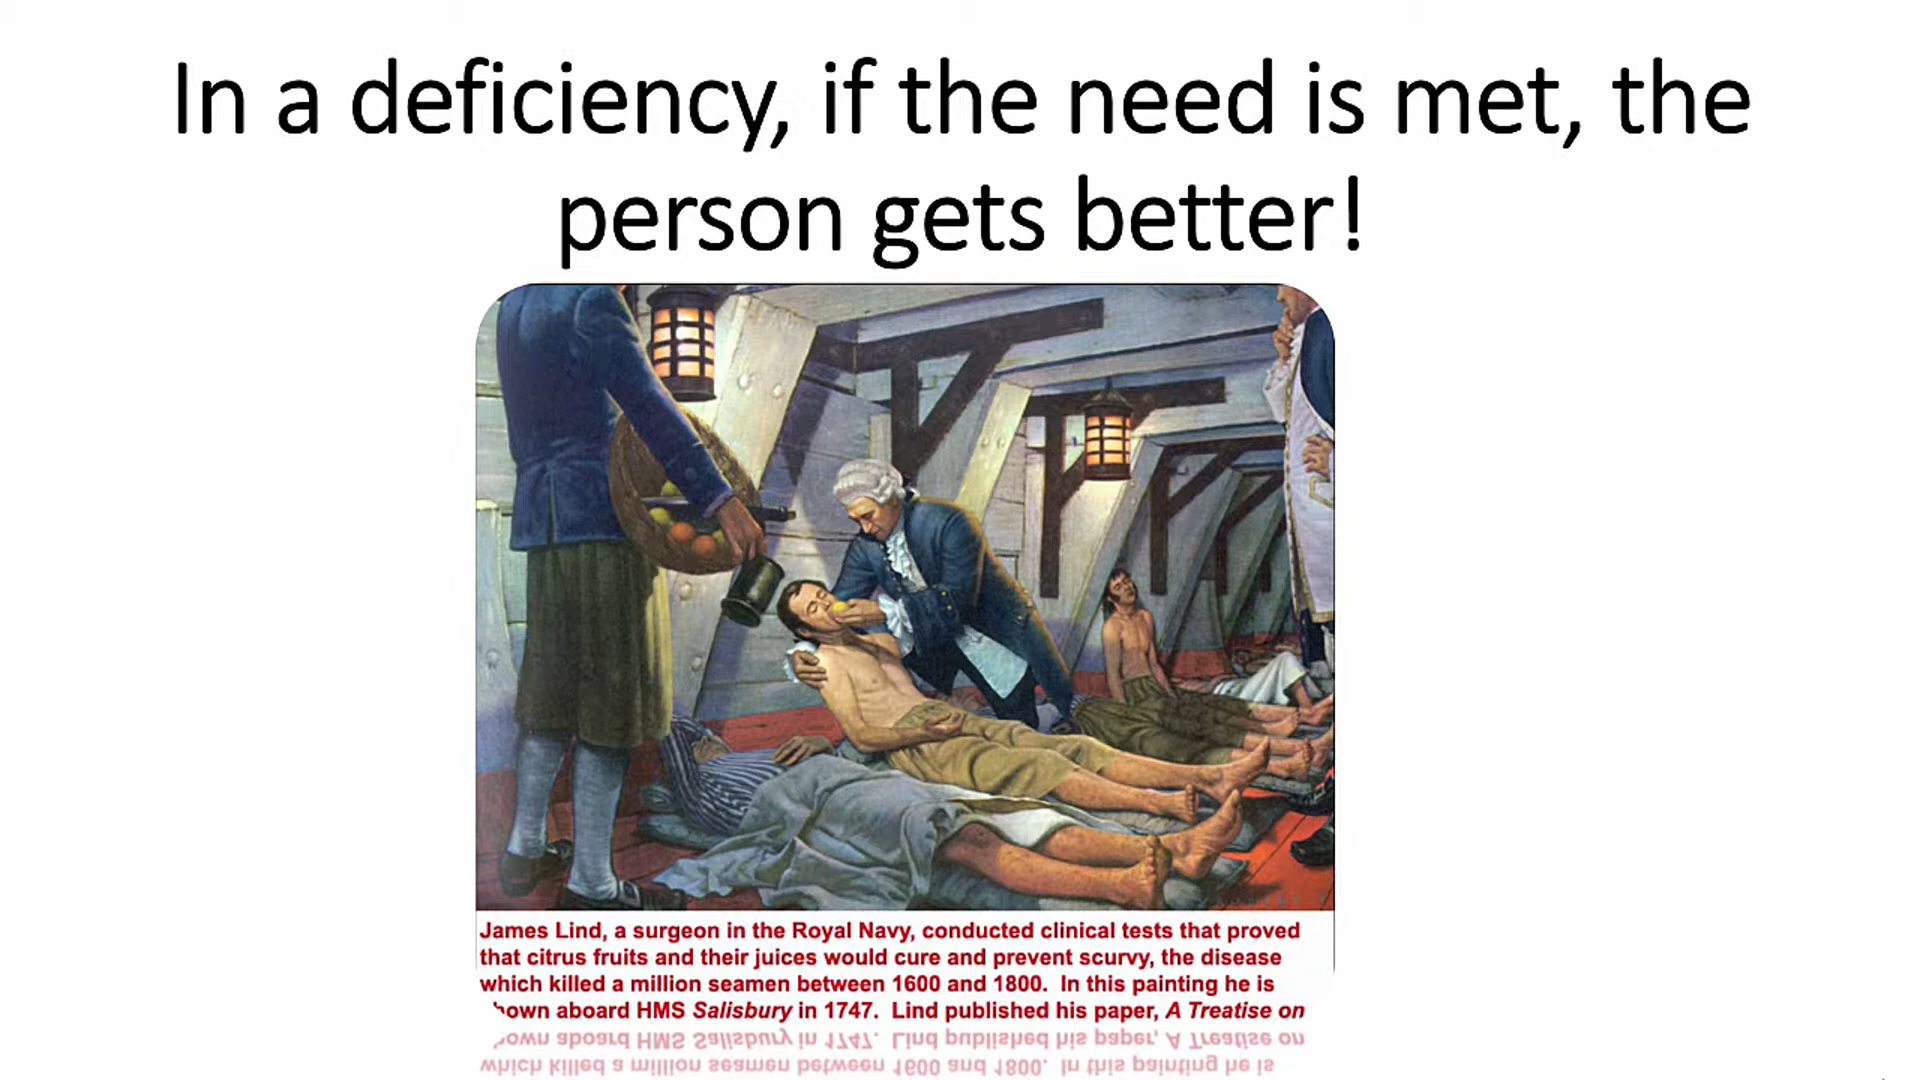 In a deficiency, if the need is met, the
person gets better!
James Lind, a surgeon in the Royal Navy, conducted clinical tests that proved
that citrus fruits and their juices would cure and prevent scurvy, the disease
which killed a million seamen between 1600 and 1800. In this painting he is
hown aboard HMS Salisbury in 1747. Lind published his paper, A Treatise on